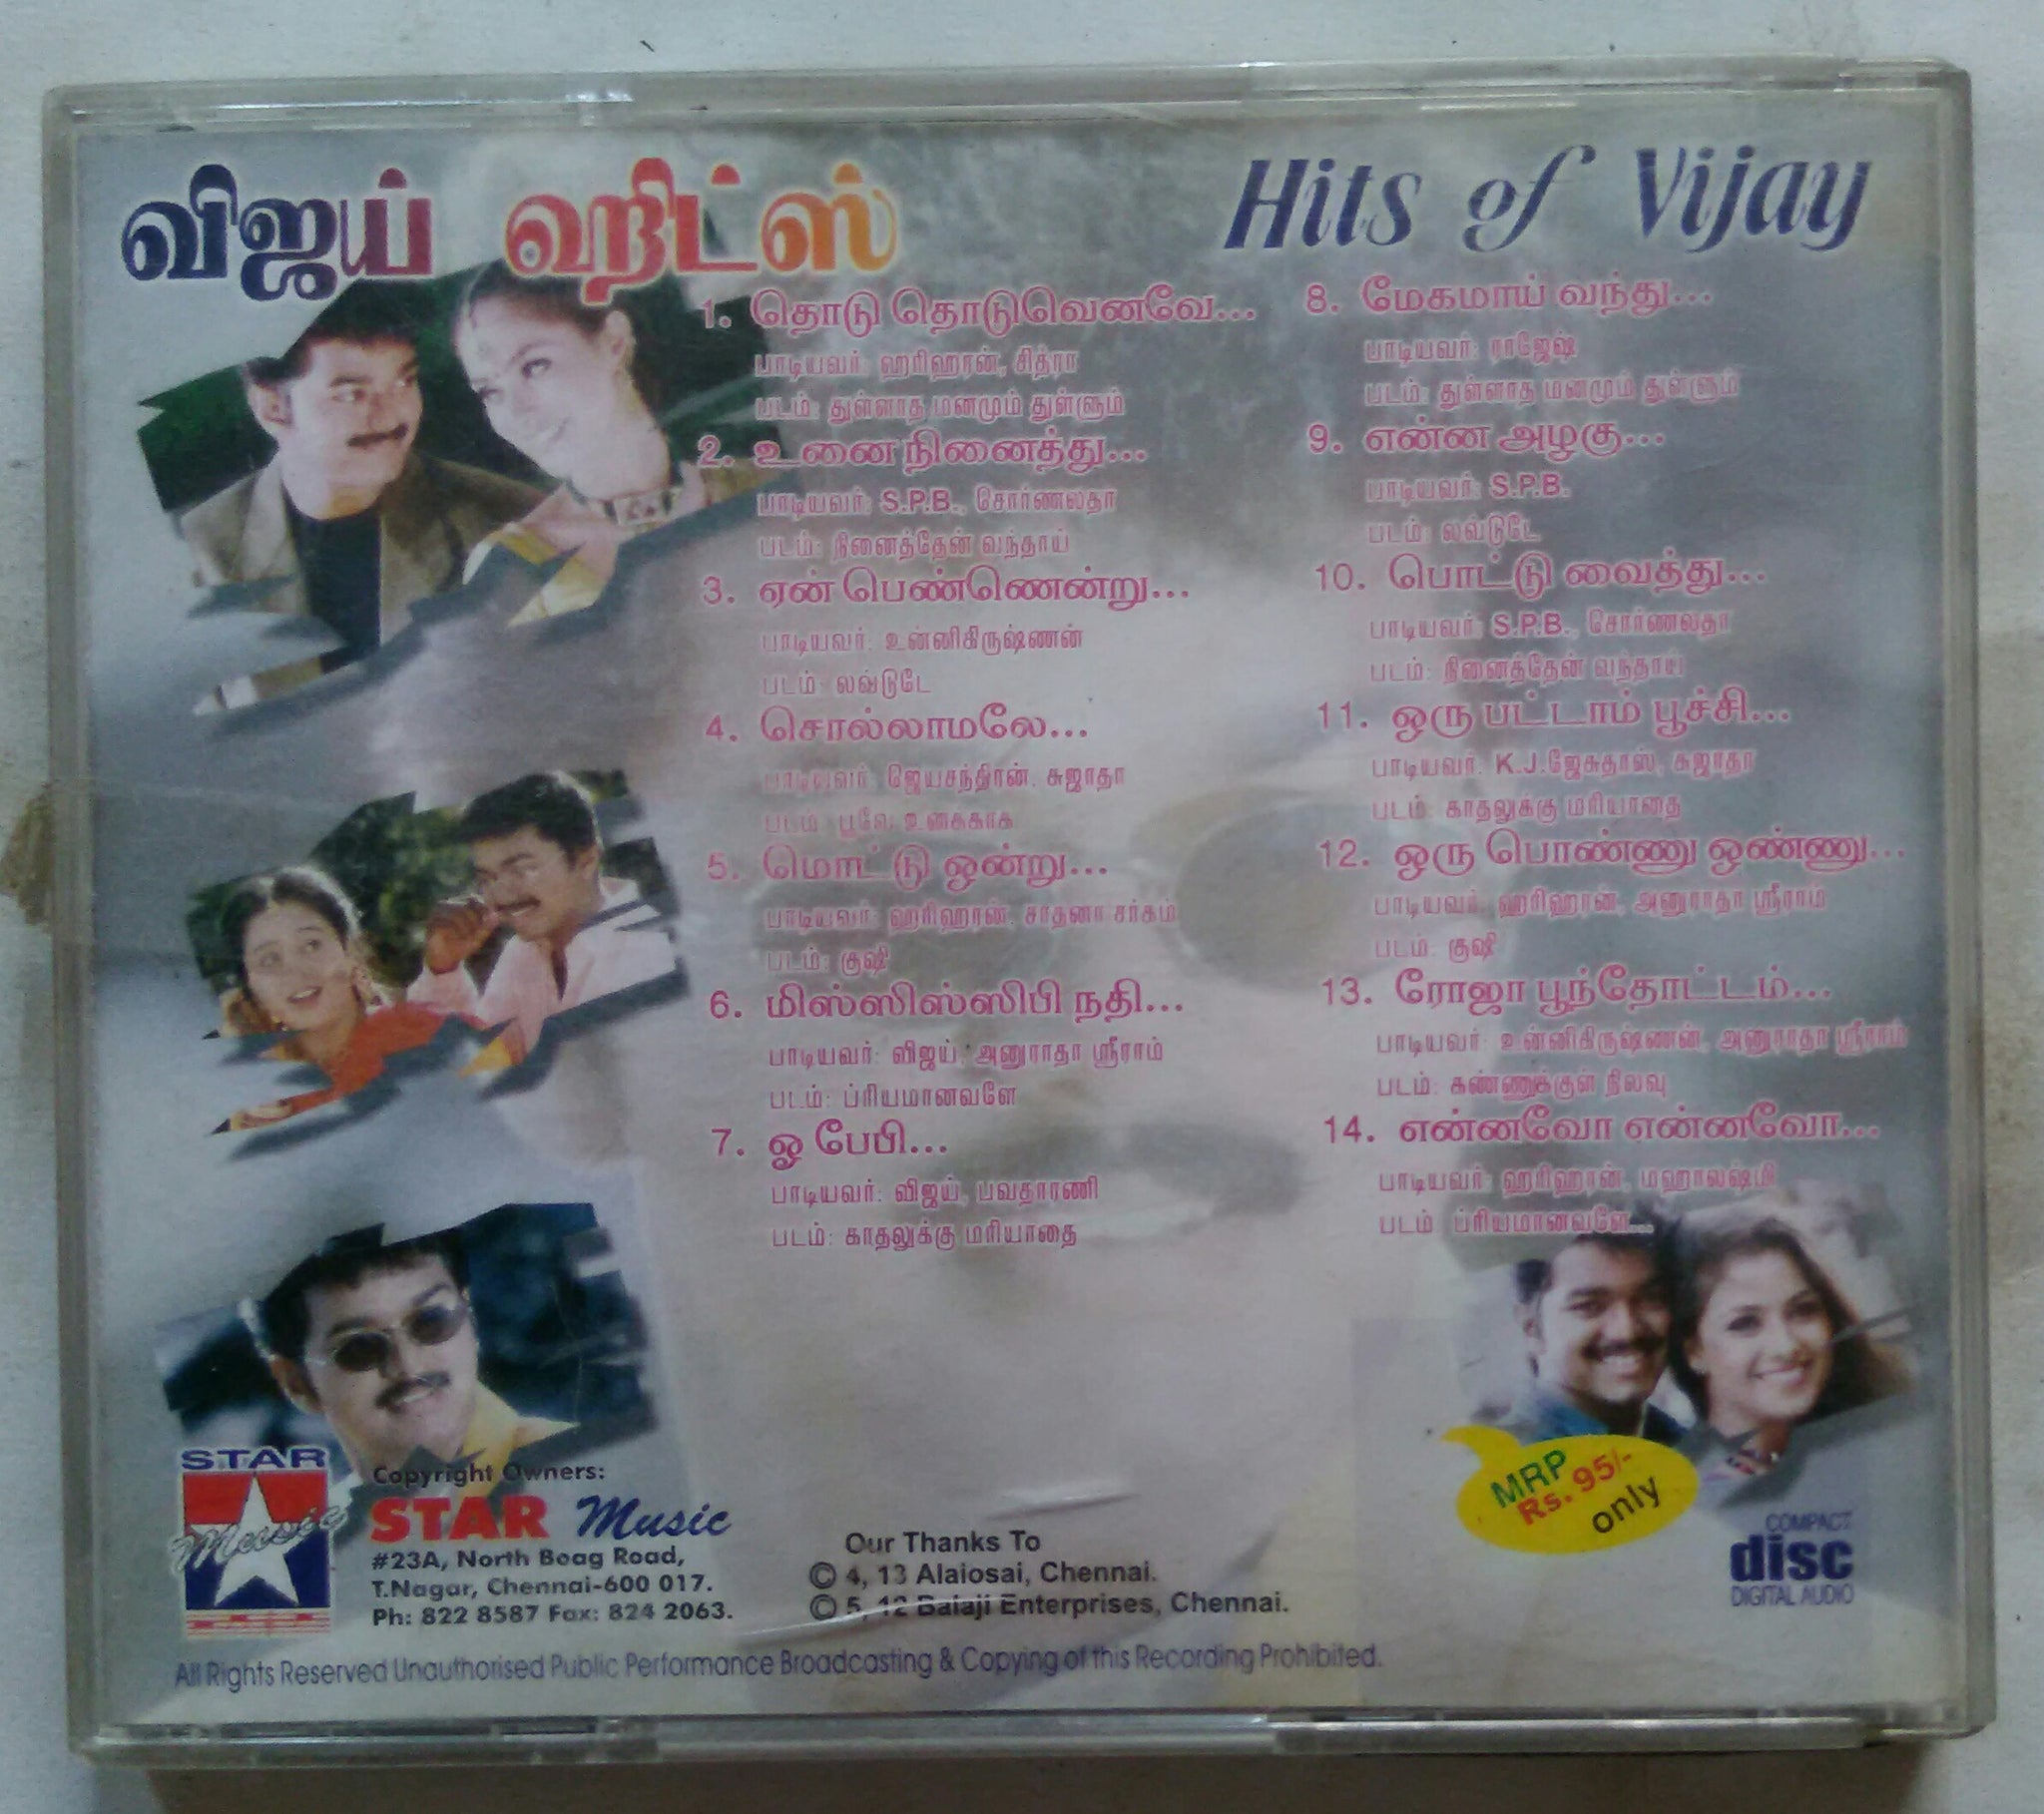 விஜய் ஹிட்ஸ்
Hits of Vijay
1. தொடு தொடுவெனவே...
பாடியவர்: ஹரிஹரன், சித்ரா
படம்: துள்ளாத மனமும் துள்ளும்
2. உனை நினைத்து...
பாடியவர்: S.P.B., சோர்ணலதா
படம்: நினைத்தேன் வந்தாய்
3. ஏன் பெண்ணென்று...
பாடியவர்: உன்னிகிருஷ்ணன்
படம்: லவ்டுடே
4. சொல்லாமலே...
பாடியவர்: ஜெயசந்திரன், சுஜாதா
படம்: பூவே உனக்காக
5. மொட்டு ஒன்று...
பாடியவர்: ஹரிஹரன், சாதனா சர்கம்
படம்: குஷி
6. மிஸ்ஸிஸ்ஸிபி நதி...
பாடியவர்: விஜய், அனுராதா ஸ்ரீராம்
படம்: ப்ரியமானவளே
7. ஓ பேபி...
பாடியவர்: விஜய், பவதாரணி
படம்: காதலுக்கு மரியாதை
8. மேகமாய் வந்து...
பாடியவர்: ராஜேஷ்
படம்: துள்ளாத மனமும் துள்ளும்
9. என்ன அழகு...
பாடியவர்: S.P.B.
படம்: லவ்டுடே
10. பொட்டு வைத்து...
பாடியவர்: S.P.B., சோர்ணலதா
படம்: நினைத்தேன் வந்தாய்
11. ஒரு பட்டாம் பூச்சி...
பாடியவர்: K.J.ஜேசுதாஸ், சுஜாதா
படம்: காதலுக்கு மரியாதை
12. ஒரு பொண்ணு ஒண்ணு...
பாடியவர்: ஹரிஹரன், அனுராதா ஸ்ரீராம்
படம்: குஷி
13. ரோஜா பூந்தோட்டம்...
பாடியவர்: உன்னிகிருஷ்ணன், அனுராதா ஸ்ரீராம்
படம்: கண்ணுக்குள் நிலவு
14. என்னவோ என்னவோ...
பாடியவர்: ஹரிஹரன், மஹாலஷ்மி
படம் ப்ரியமானவளே...
MRP
Rs. 95/-
only
STAR
Music
Copyright Owners:
STAR Music
#23A, North Boag Road,
T.Nagar, Chennai-600 017.
Ph: 822 8587 Fax: 824 2063.
Our Thanks To
© 4, 13 Alaiosai, Chennai.
© 5, 12 Balaji Enterprises, Chennai.
COMPACT
disc
DIGITAL AUDIO
All Rights Reserved Unauthorised Public Performance Broadcasting & Copying of this Recording Prohibited.